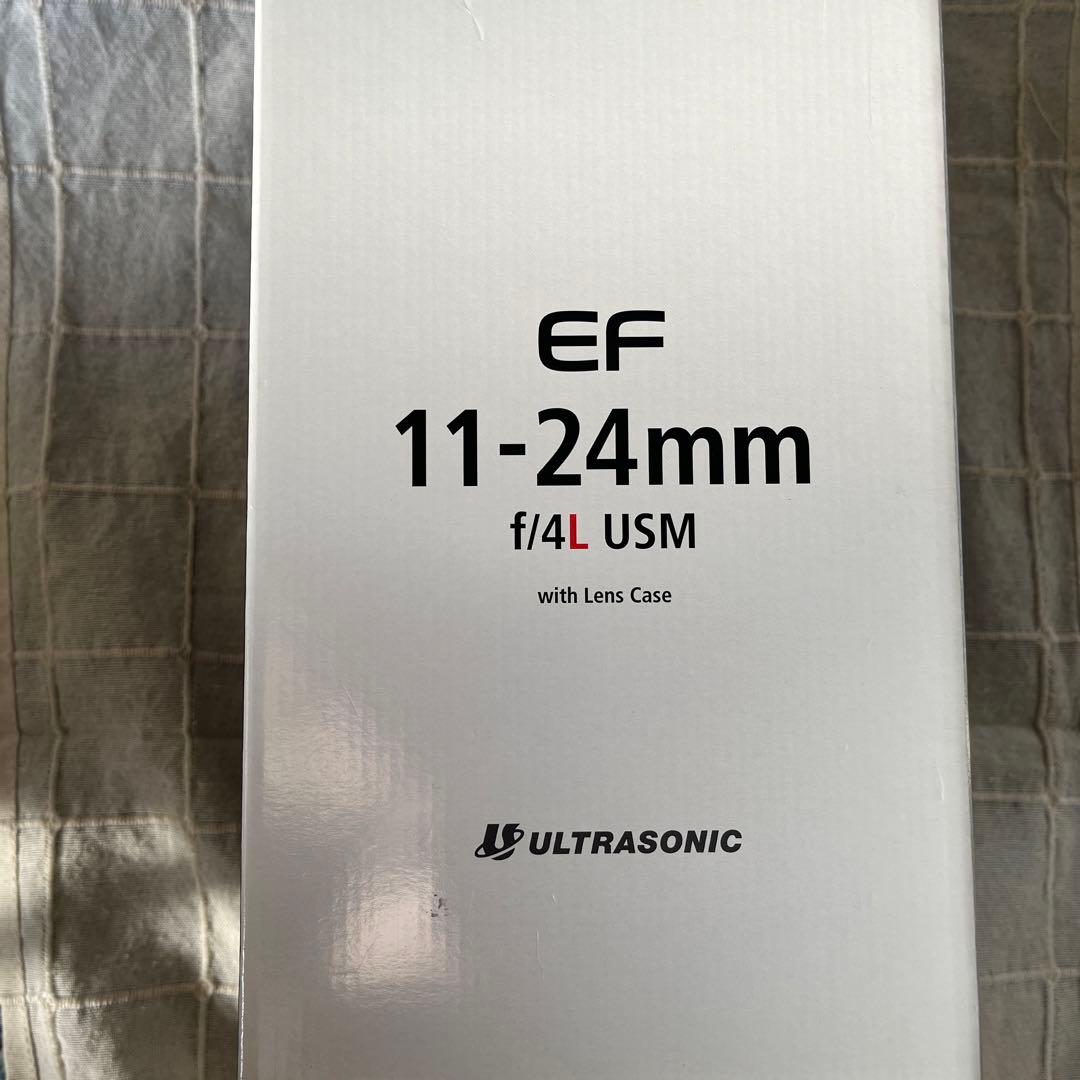 EF
11-24mm
f/4L USM
with Lens Case
ULTRASONIC